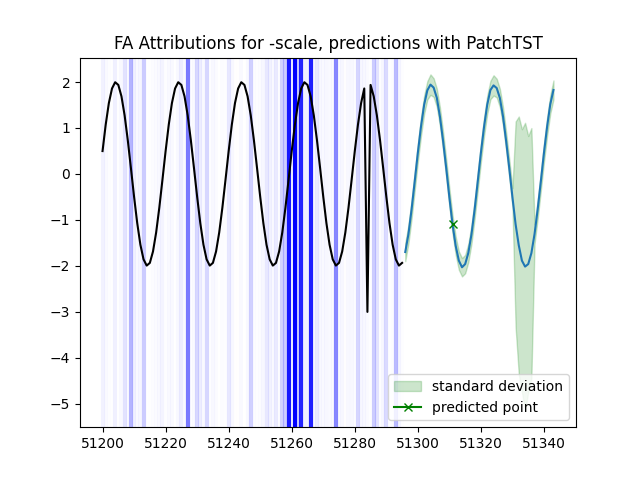 FA Attributions for -scale, predictions with PatchTST
2
1
0
−1
−2
−3
−4
−5
standard deviation
predicted point
51200 51220 51240 51260 51280 51300 51320 51340